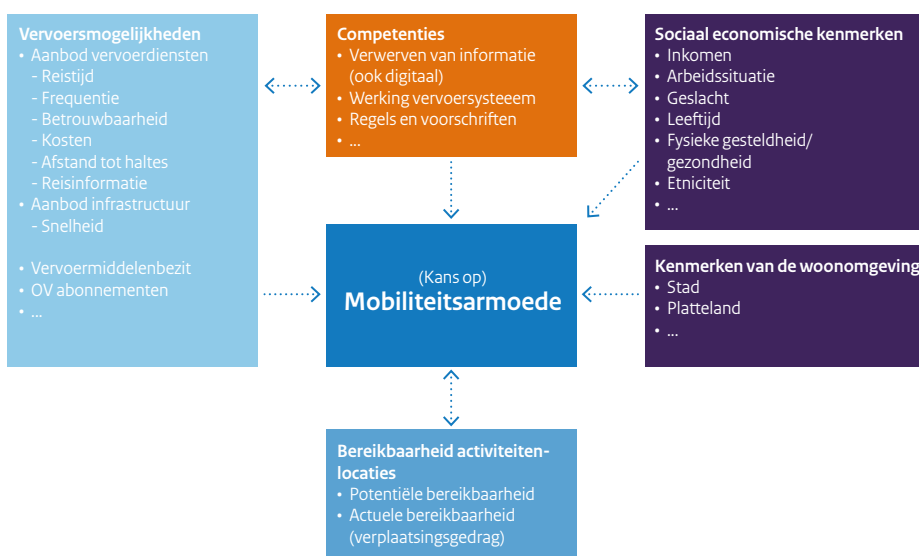 Vervoersmogelijkheden
• Aanbod vervoerdiensten
- Reistijd
- Frequentie
- Betrouwbaarheid
- Kosten
- Afstand tot haltes
- Reisinformatie
• Aanbod infrastructuur
- Snelheid
• Vervoermiddelenbezit
• OV abonnementen
• ...
Competenties
• Verwerven van informatie
(ook digitaal)
• Werking vervoersysteeem
• Regels en voorschriften
• ...
Sociaal economische kenmerken
• Inkomen
• Arbeidssituatie
• Geslacht
• Leeftijd
• Fysieke gesteldheid/
gezondheid
• Etniciteit
• ...
(Kans op)
Mobiliteitsarmoede
Kenmerken van de woonomgeving
• Stad
• Platteland
• ...
Bereikbaarheid activiteiten-
locaties
• Potentiële bereikbaarheid
• Actuele bereikbaarheid
(verplaatsingsgedrag)